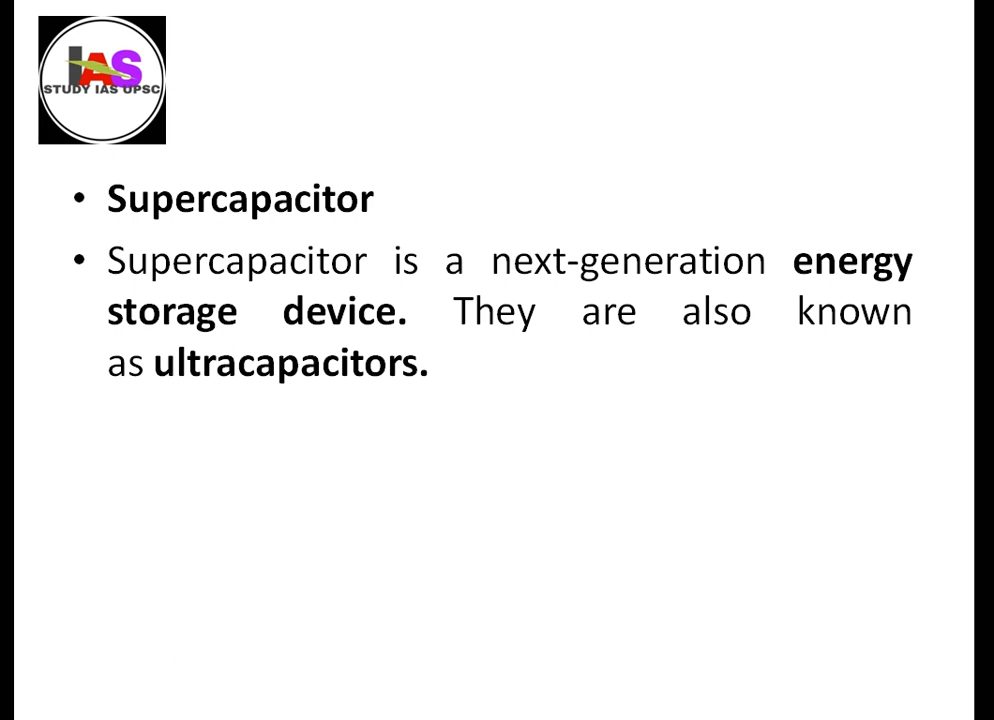 IAS
STUDY IAS UPSC
• Supercapacitor
• Supercapacitor is a next-generation energy
storage device. They are also known
as ultracapacitors.